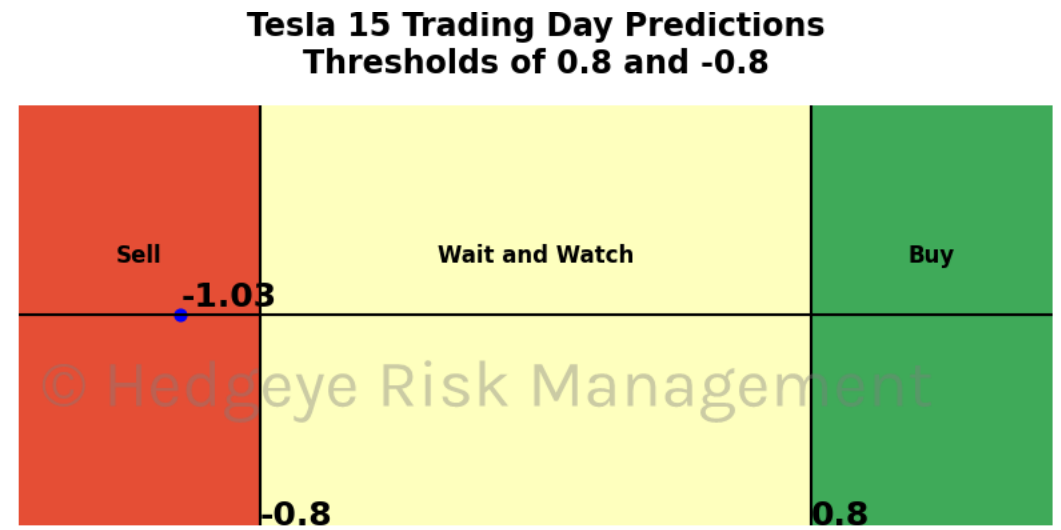 Tesla 15 Trading Day Predictions
Thresholds of 0.8 and -0.8
Sell
Wait and Watch
Buy
-1.03
© Hedgeye Risk Management
-0.8
0.8